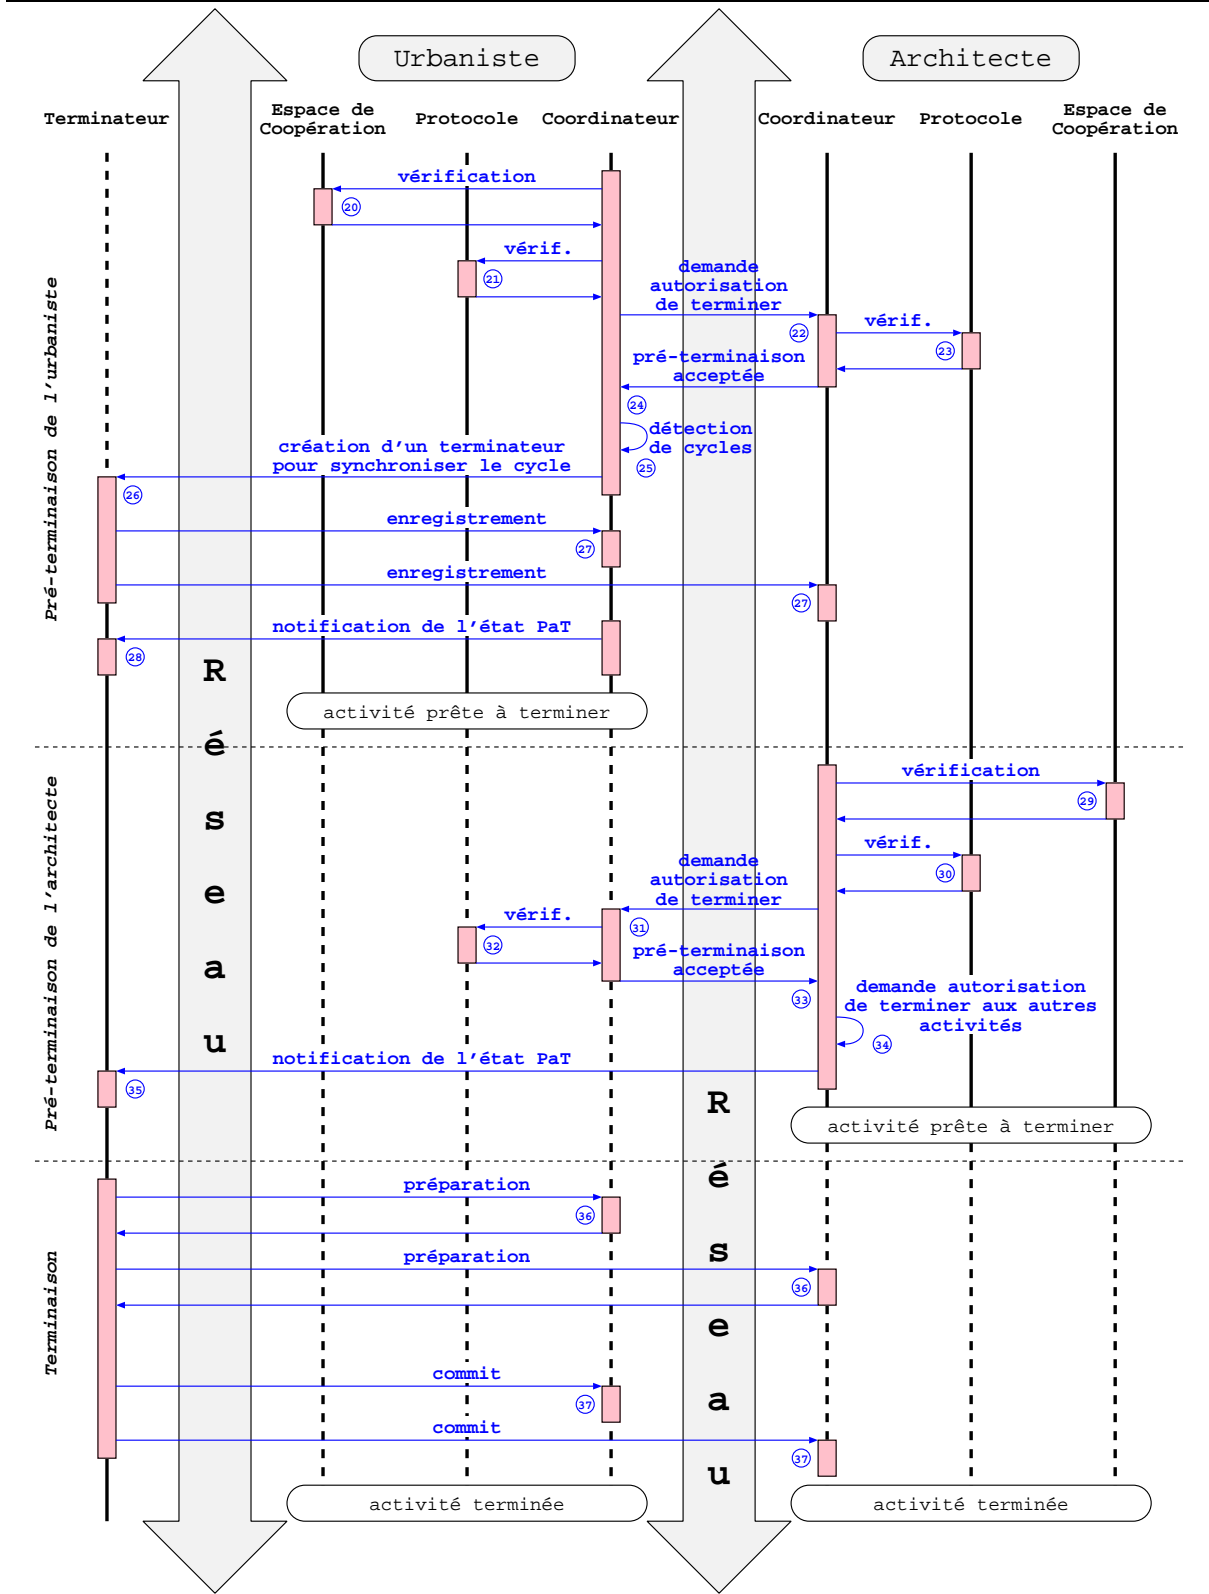 Urbaniste
Architecte
Terminateur
Espace de
Coopération
Protocole
Coordinateur
Coordinateur
Protocole
Espace de
Coopération
Pré-terminaison de l'urbaniste
vérification
20
vérif.
21
demande
autorisation
de terminer
22
vérif.
23
pré-terminaison
acceptée
24
détection
de cycles
25
création d'un terminateur
pour synchroniser le cycle
26
enregistrement
27
enregistrement
27
notification de l'état PaT
28
activité prête à terminer
Réseau
Pré-terminaison de l'architecte
vérification
29
vérif.
30
demande
autorisation
de terminer
31
vérif.
32
pré-terminaison
acceptée
33
demande autorisation
de terminer aux autres
activités
34
notification de l'état PaT
35
activité prête à terminer
Réseau
Terminaison
préparation
36
préparation
36
commit
37
commit
37
activité terminée
activité terminée